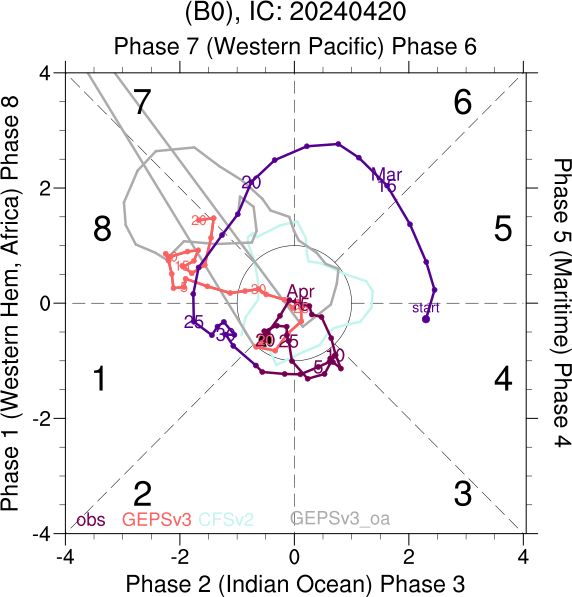 (B0), IC: 20240420
Phase 7 (Western Pacific) Phase 6
Phase 1 (Western Hem, Africa) Phase 8
Phase 5 (Maritime) Phase 4
4
7
6
Mar
20
15
2
8
5
20
15
5
20
Apr
start
0
25
30
20
25
10
5
1
4
-2
2
3
obs GEPSv3 CFSv2 GEPSv3_oa
-4
-4 -2 0 2 4
Phase 2 (Indian Ocean) Phase 3